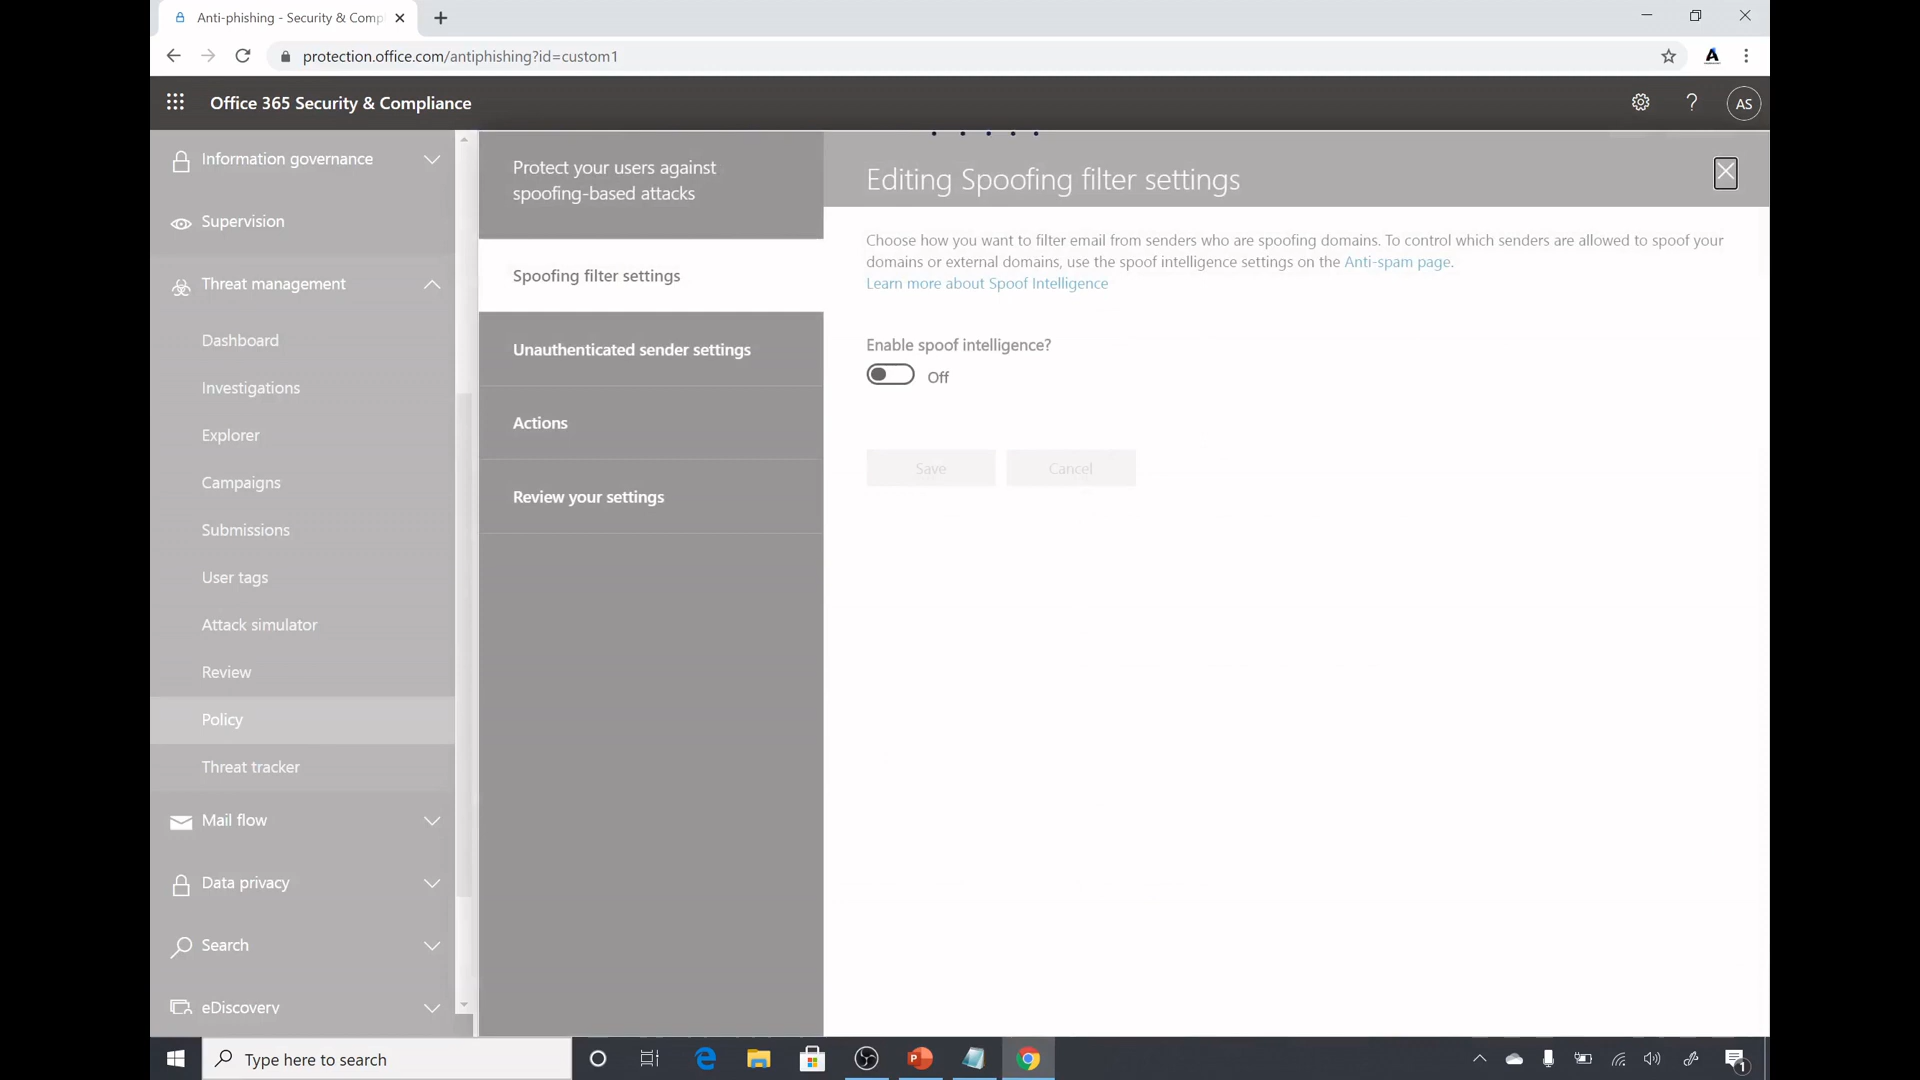 Anti-phishing - Security & Comp
protection.office.com/antiphishing?id=custom1
Office 365 Security & Compliance
AS
Information governance
Supervision
Threat management
Dashboard
Investigations
Explorer
Campaigns
Submissions
User tags
Attack simulator
Review
Policy
Threat tracker
Mail flow
Data privacy
Search
eDiscovery
Protect your users against
spoofing-based attacks
Spoofing filter settings
Unauthenticated sender settings
Actions
Review your settings
Editing Spoofing filter settings
Choose how you want to filter email from senders who are spoofing domains. To control which senders are allowed to spoof your
domains or external domains, use the spoof intelligence settings on the Anti-spam page.
Learn more about Spoof Intelligence
Enable spoof intelligence?
Off
Save
Cancel
Type here to search
1